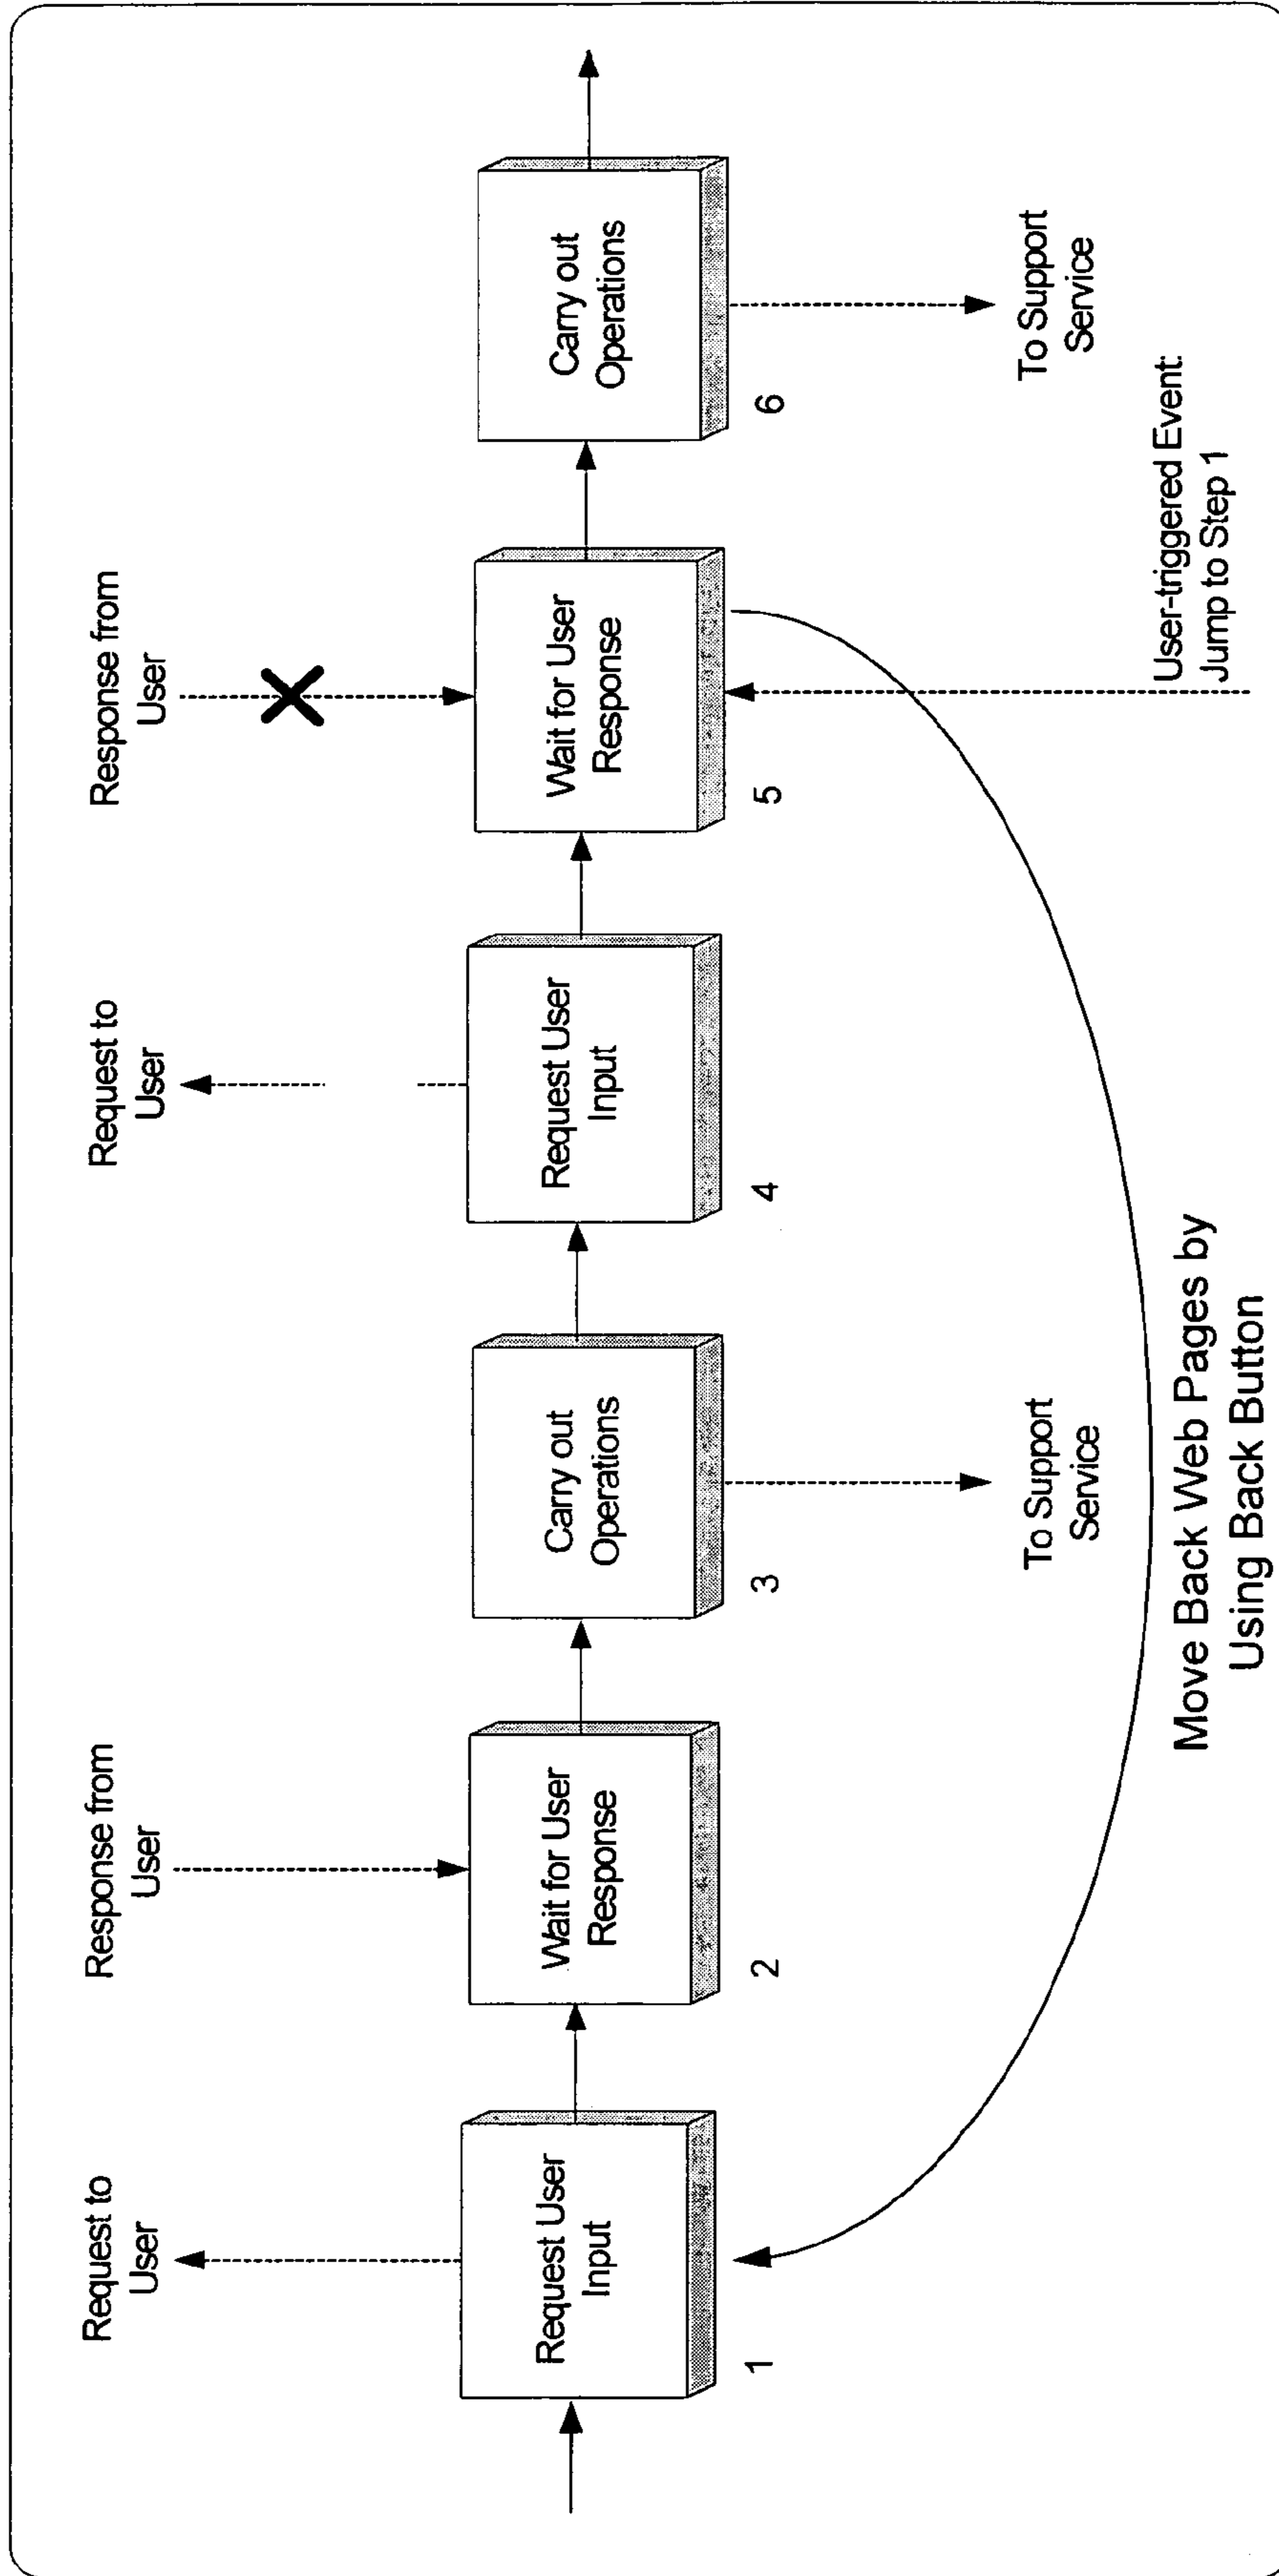 Request to
User
Response from
User
Request to
User
Response from
User
Request User
Input
1
Wait for User
Response
2
Carry out
Operations
3
Request User
Input
4
Wait for User
Response
5
Carry out
Operations
6
To Support
Service
To Support
Service
User-triggered Event:
Jump to Step 1
Move Back Web Pages by
Using Back Button